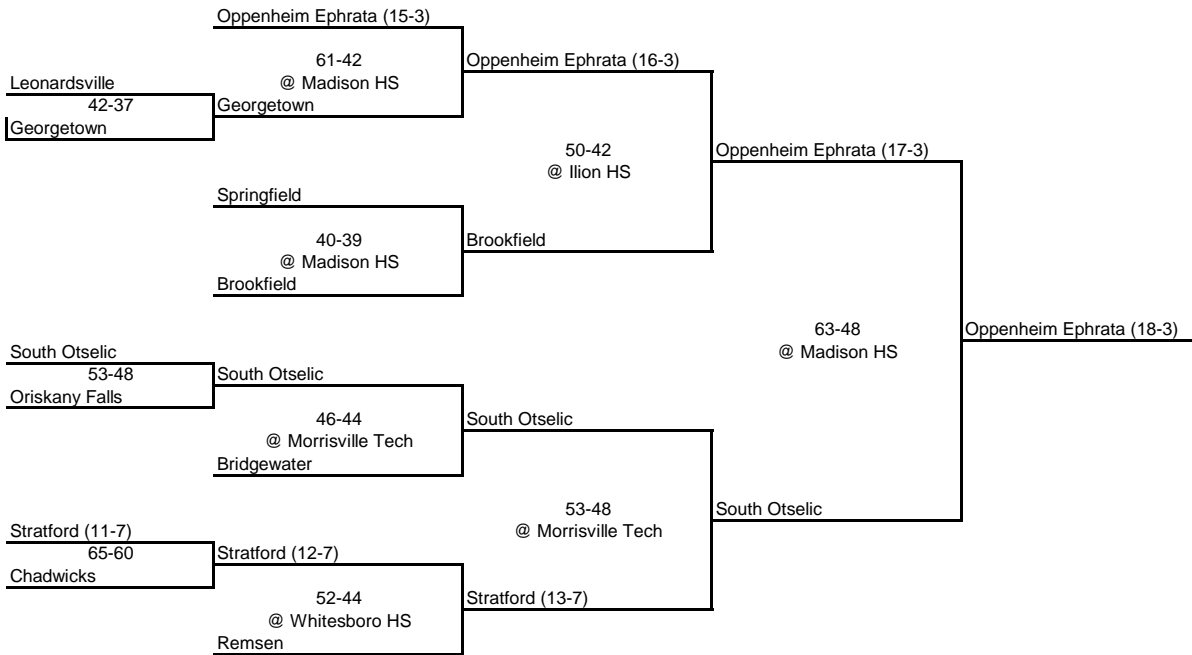 Oppenheim Ephrata (15-3)
61-42
@ Madison HS
Oppenheim Ephrata (16-3)
Leonardsville
42-37
Georgetown
Georgetown
50-42
@ Ilion HS
Oppenheim Ephrata (17-3)
Springfield
40-39
@ Madison HS
Brookfield
Brookfield
63-48
@ Madison HS
Oppenheim Ephrata (18-3)
South Otselic
53-48
Oriskany Falls
South Otselic
46-44
@ Morrisville Tech
South Otselic
Bridgewater
53-48
@ Morrisville Tech
South Otselic
Stratford (11-7)
65-60
Chadwicks
Stratford (12-7)
52-44
@ Whitesboro HS
Stratford (13-7)
Remsen